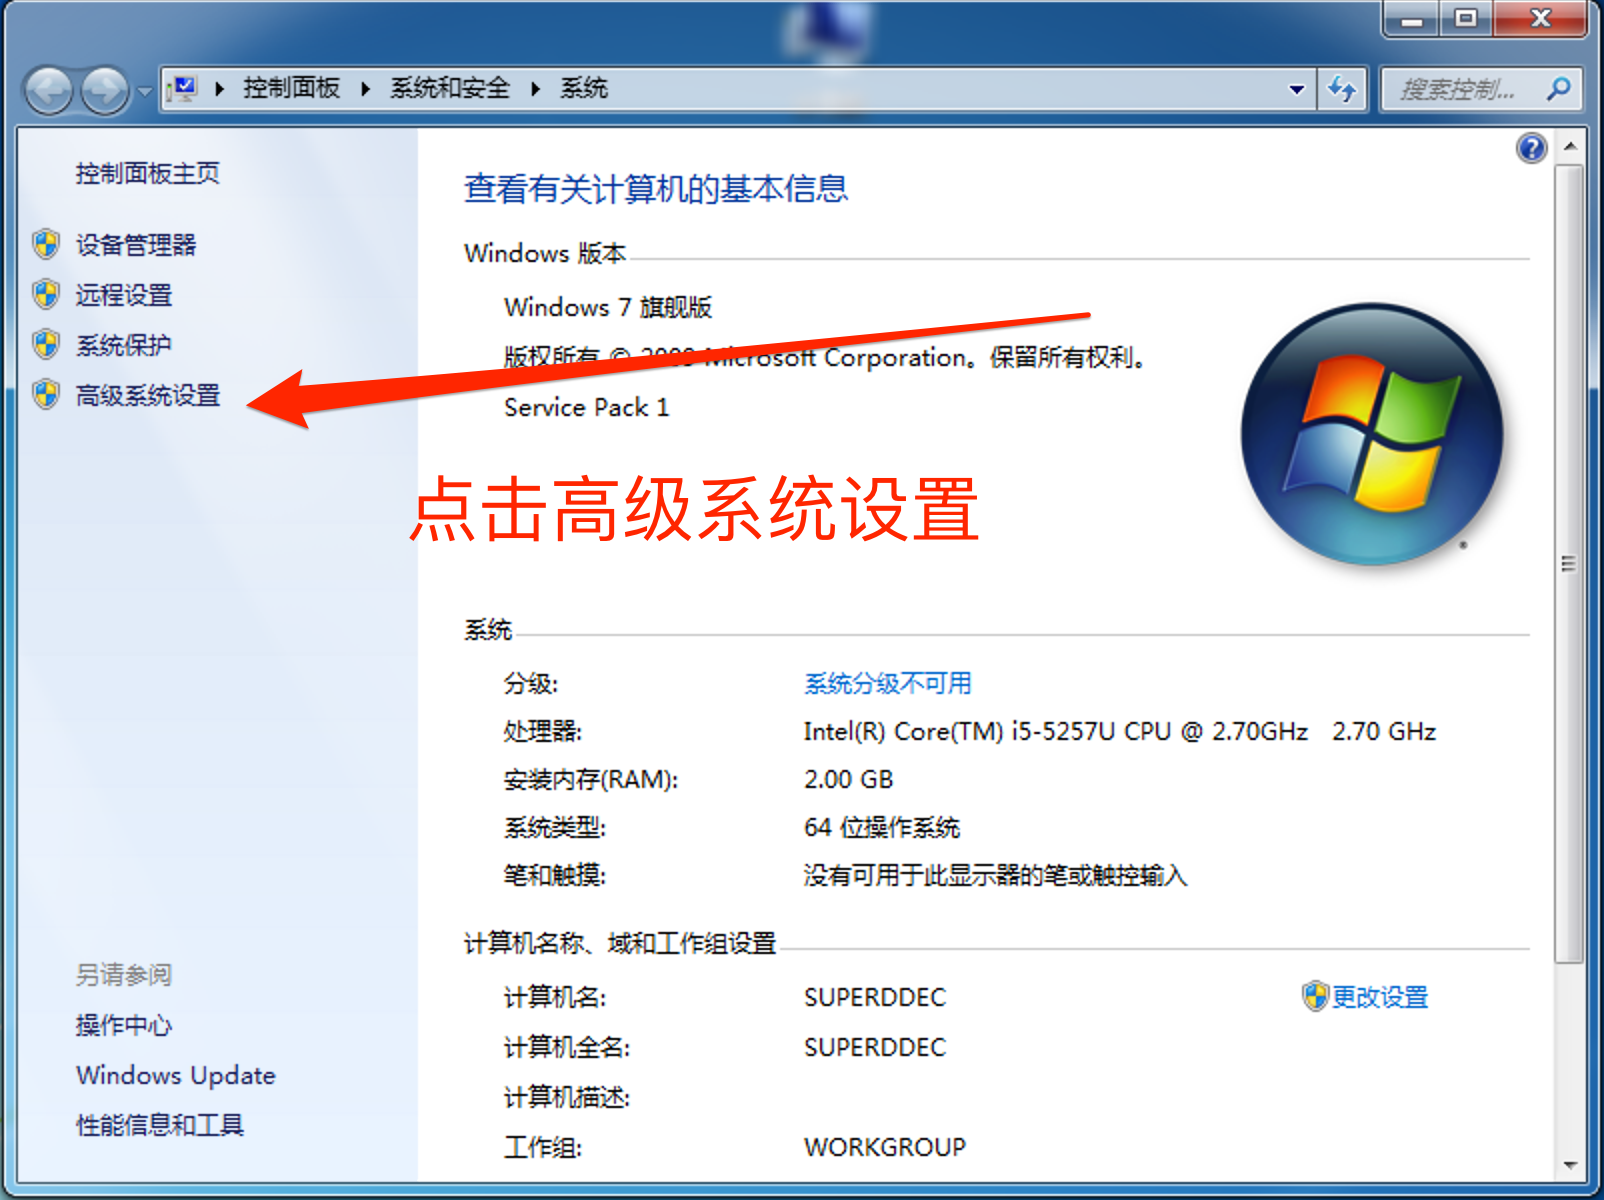 控制面板 系统和安全 系统
搜索控制...
控制面板主页
设备管理器
远程设置
系统保护
高级系统设置
另请参阅
操作中心
Windows Update
性能信息和工具
查看有关计算机的基本信息
Windows 版本
Windows 7 旗舰版
版权所有 © 2009 Microsoft Corporation。保留所有权利。
Service Pack 1
点击高级系统设置
系统
分级: 系统分级不可用
处理器: Intel(R) Core(TM) i5-5257U CPU @ 2.70GHz 2.70 GHz
安装内存(RAM): 2.00 GB
系统类型: 64 位操作系统
笔和触摸: 没有可用于此显示器的笔或触控输入
计算机名称、域和工作组设置
计算机名: SUPERDDEC 更改设置
计算机全名: SUPERDDEC
计算机描述:
工作组: WORKGROUP